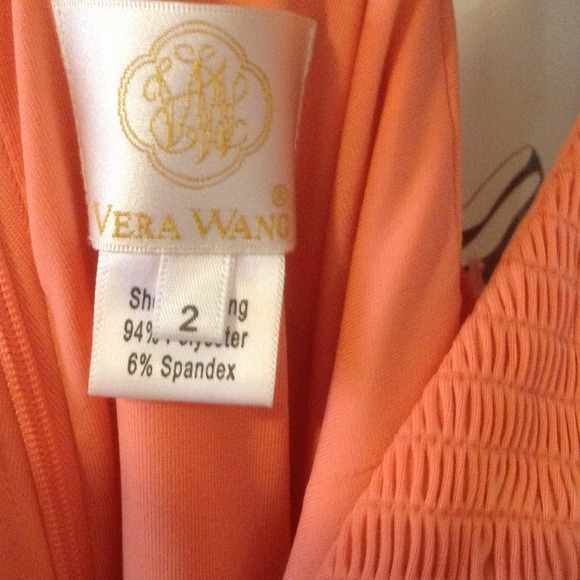 VERA WANG®
2
94%
6% Spandex